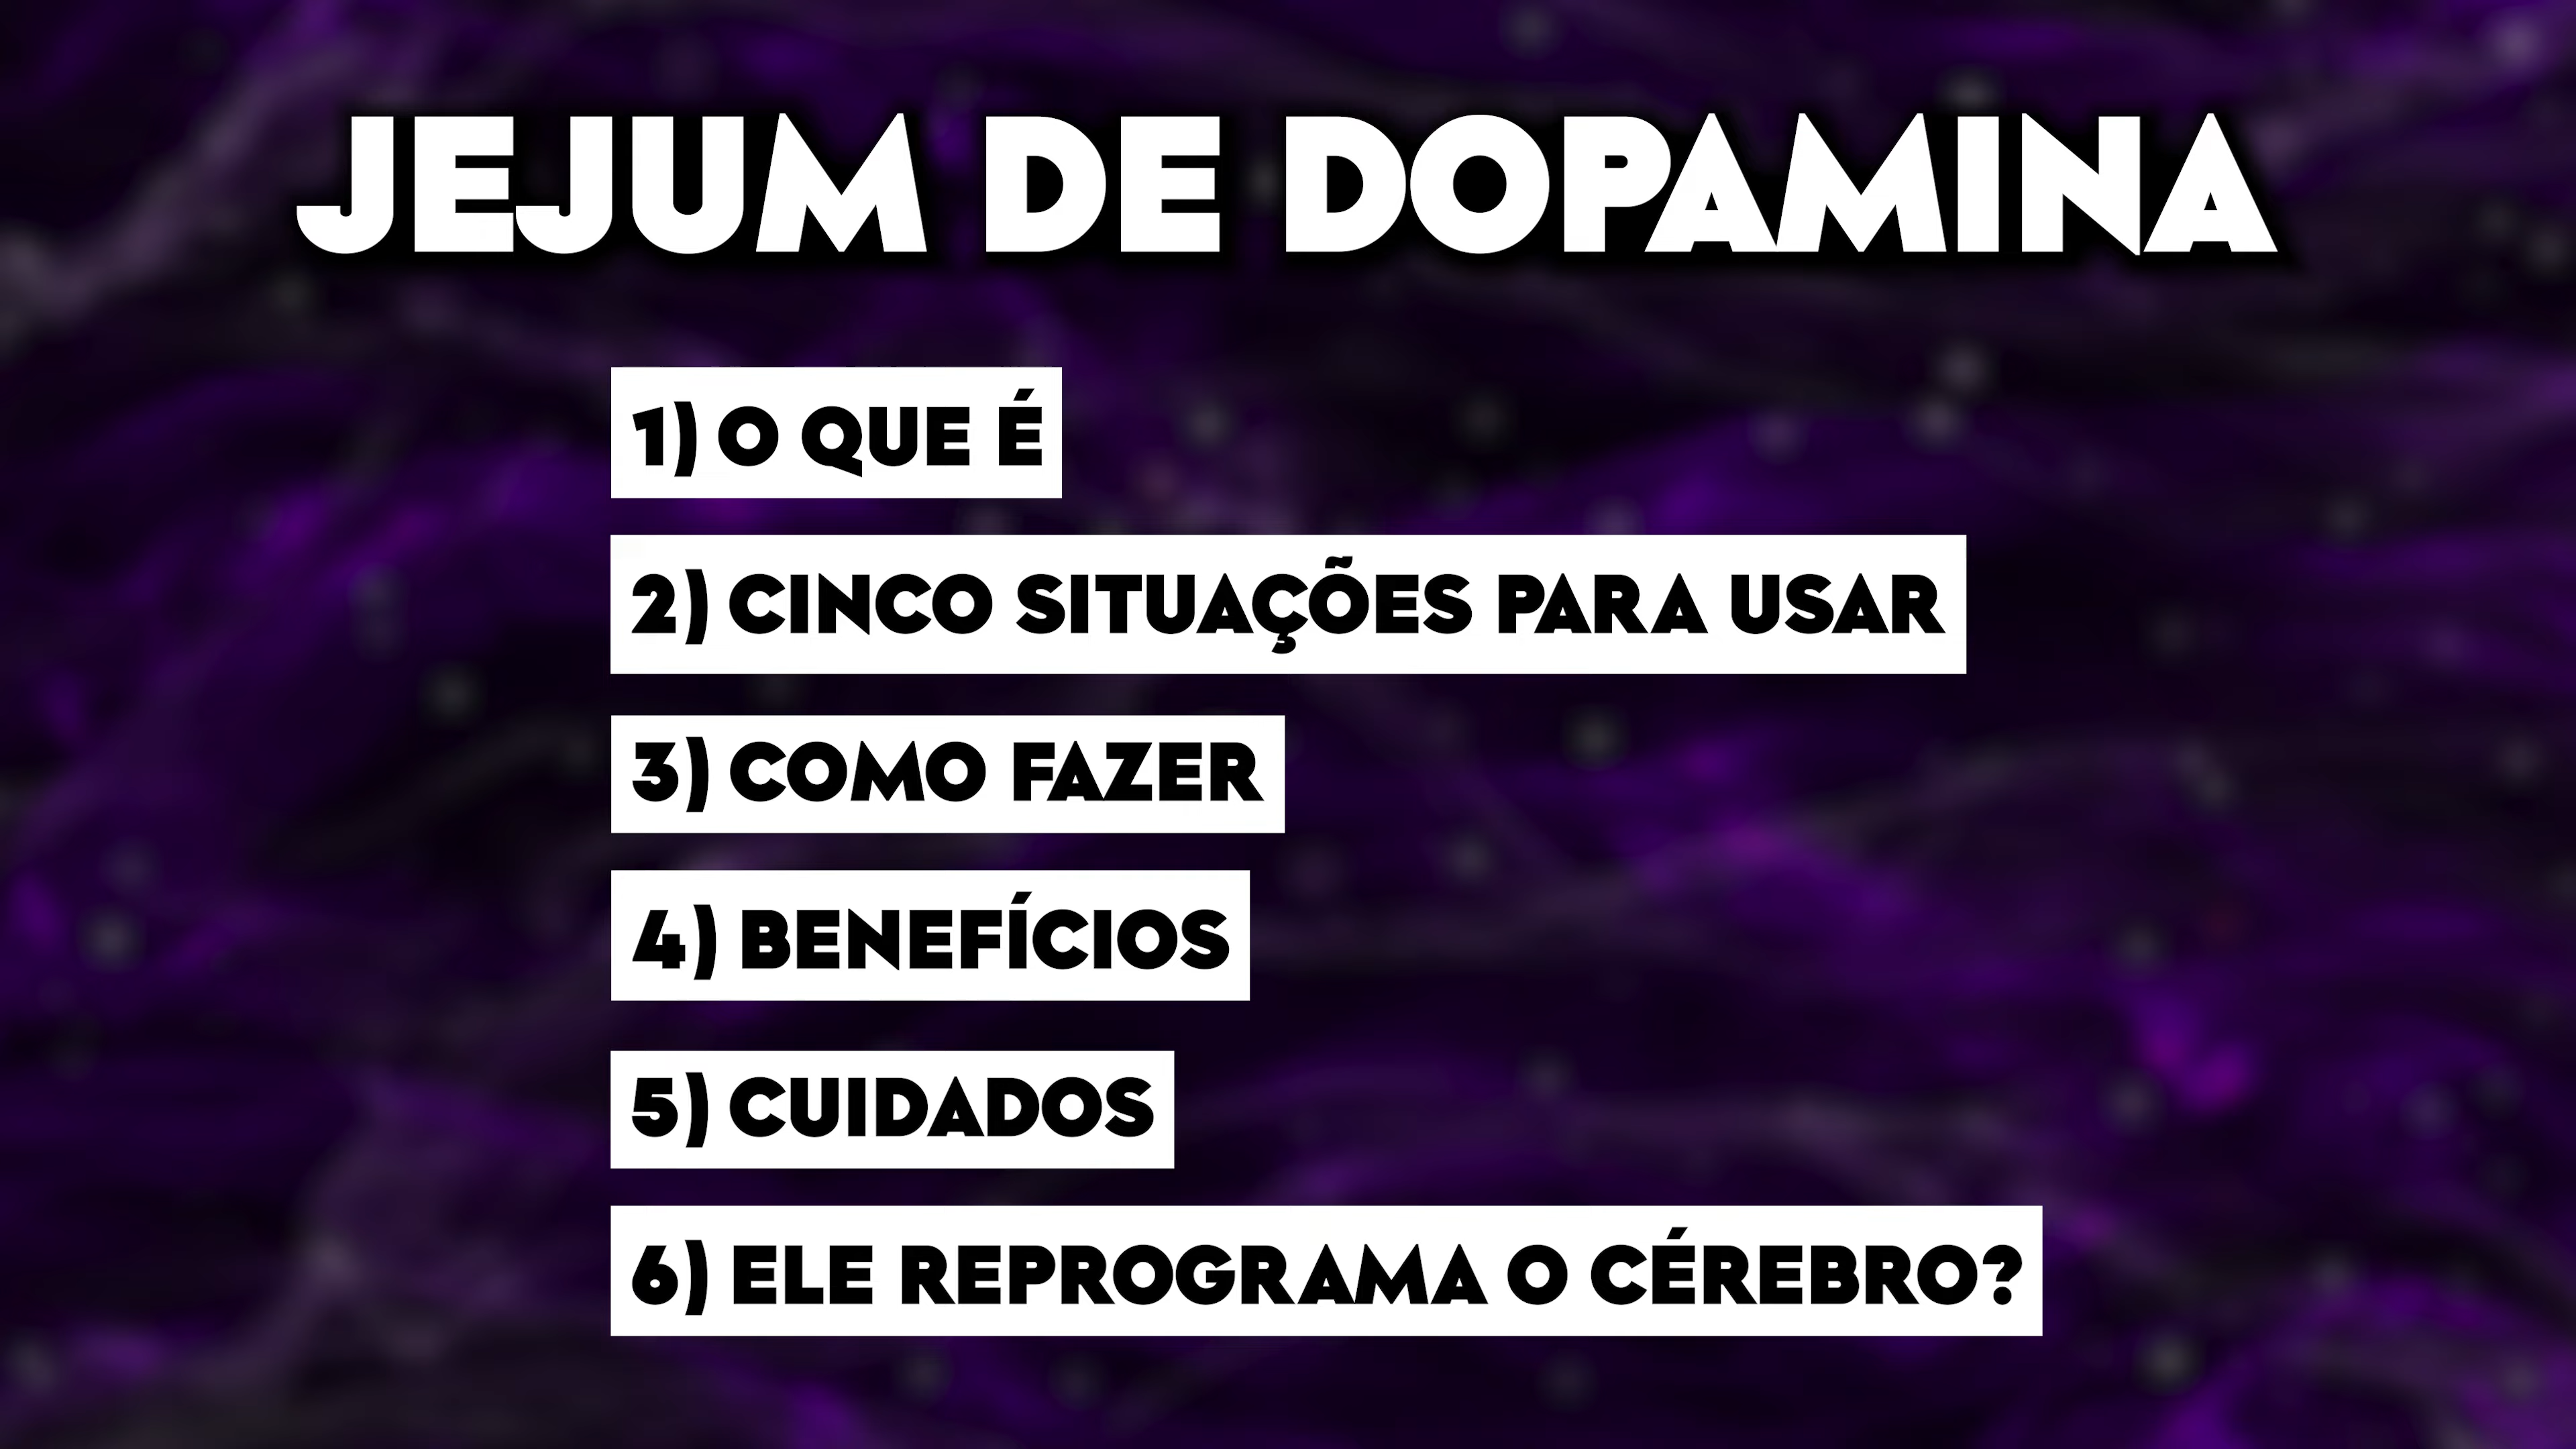 JEJUM DE DOPAMINA
1) O QUE É
2) CINCO SITUAÇÕES PARA USAR
3) COMO FAZER
4) BENEFÍCIOS
5) CUIDADOS
6) ELE REPROGRAMA O CÉREBRO?